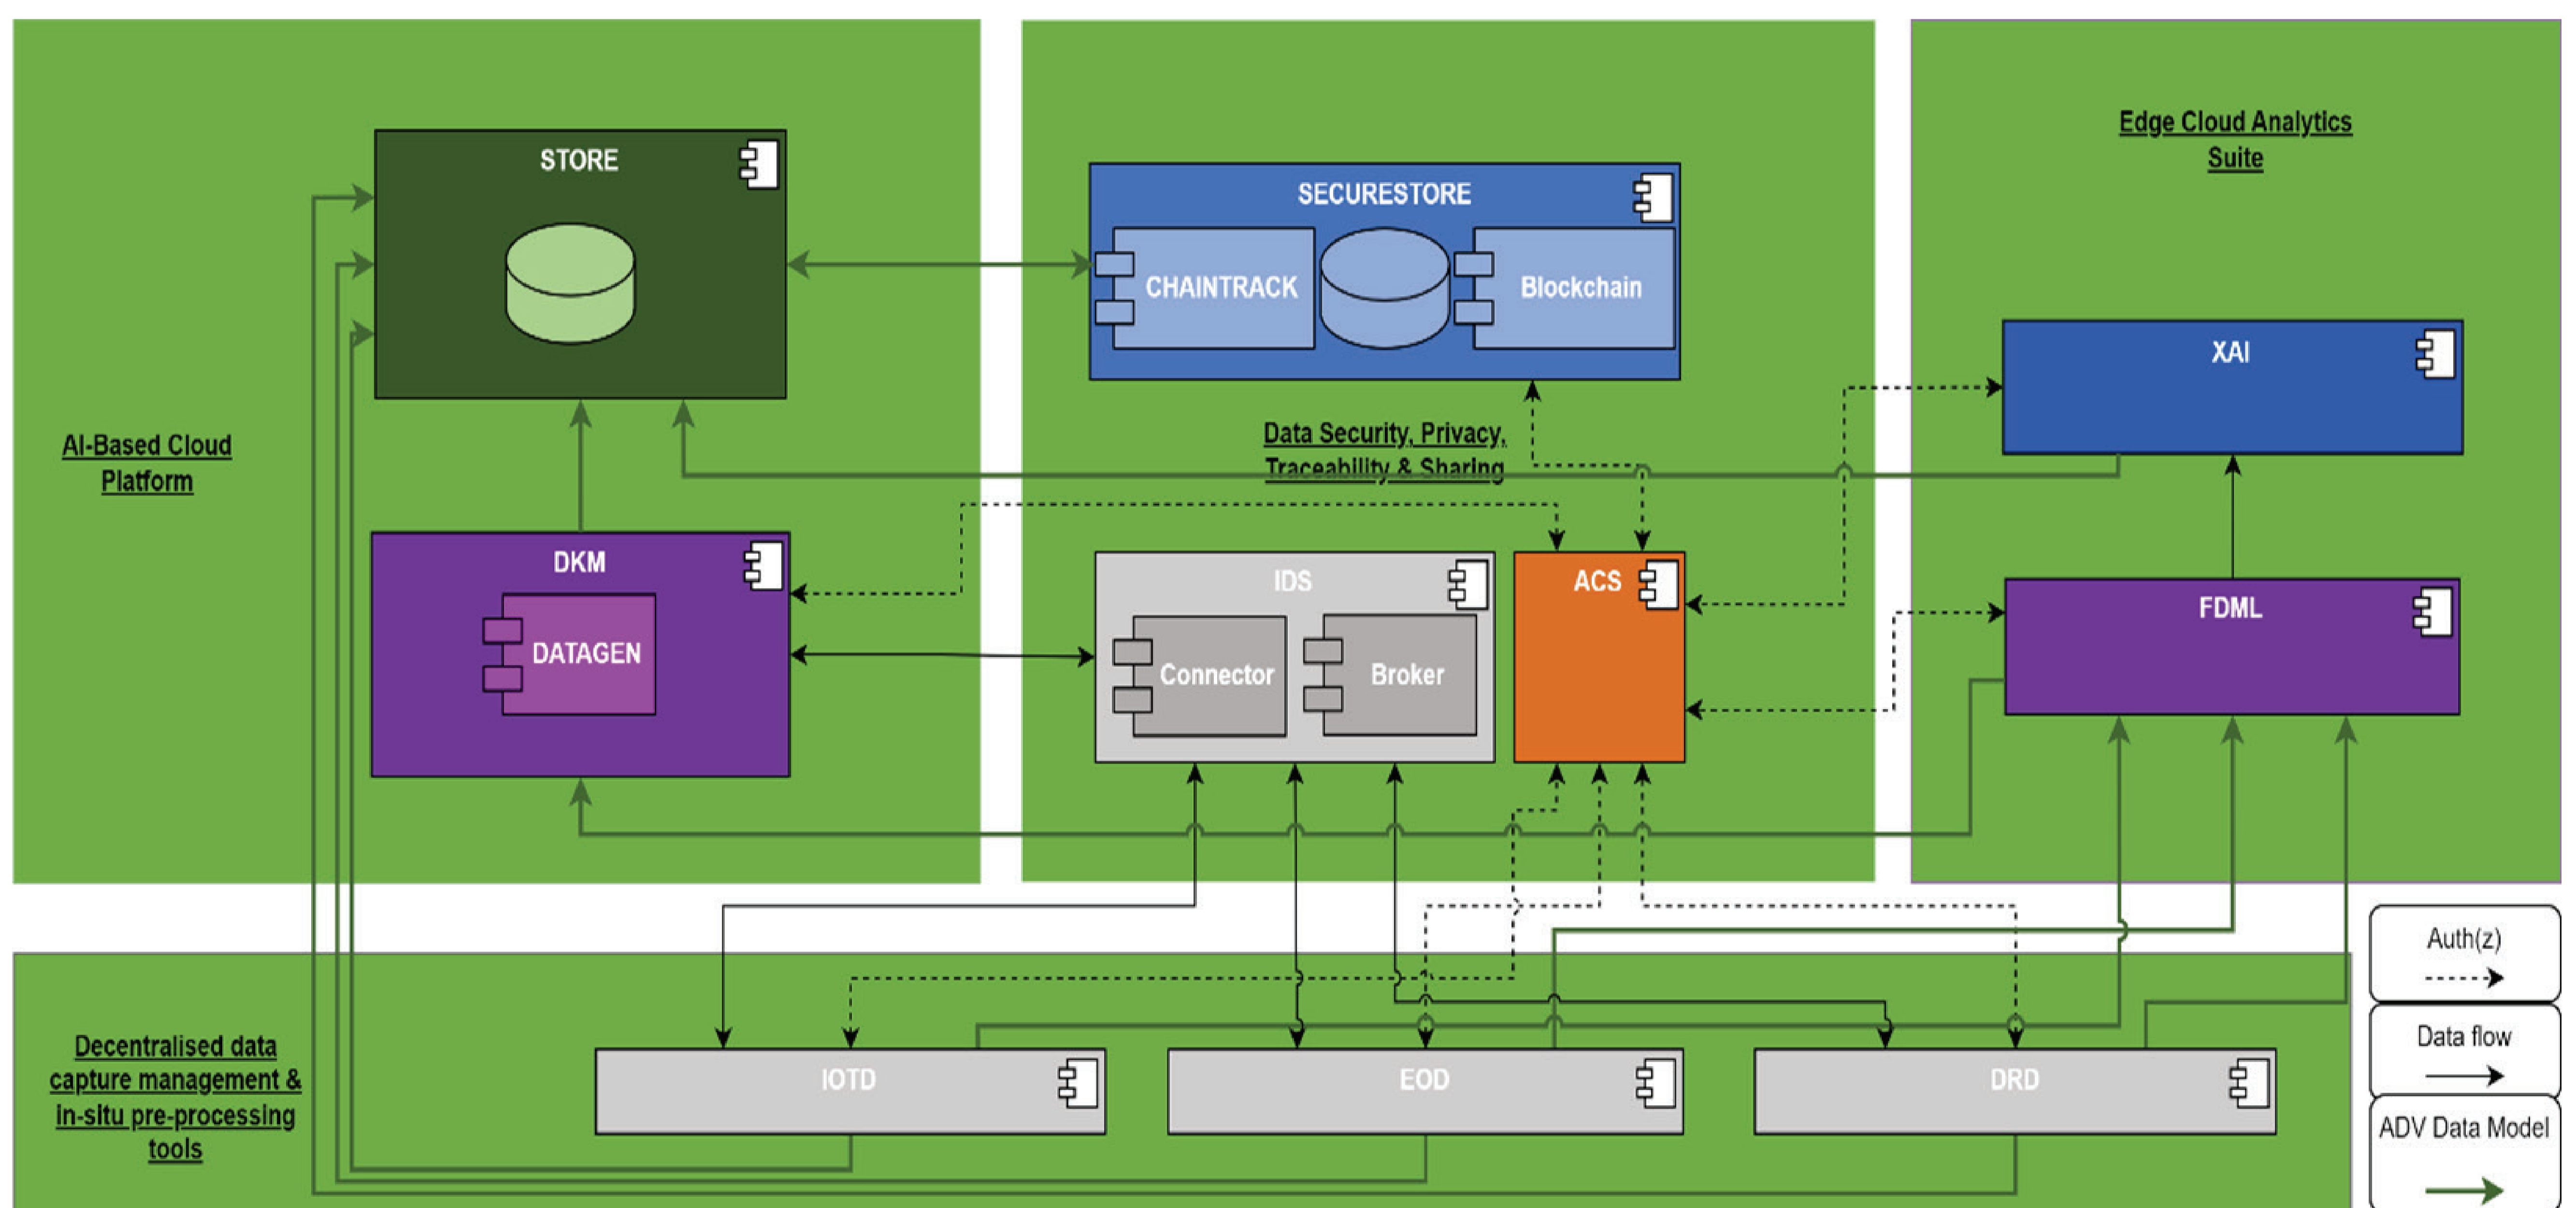 STORE
AI-Based Cloud
Platform
DKM
DATAGEN
SECURESTORE
CHAINTRACK
Blockchain
Data Security, Privacy,
Traceability & Sharing
IDS
Connector
Broker
ACS
Edge Cloud Analytics
Suite
XAI
FDML
Decentralised data
capture management &
in-situ pre-processing
tools
IOTD
EOD
DRD
Auth(z)
Data flow
ADV Data Model